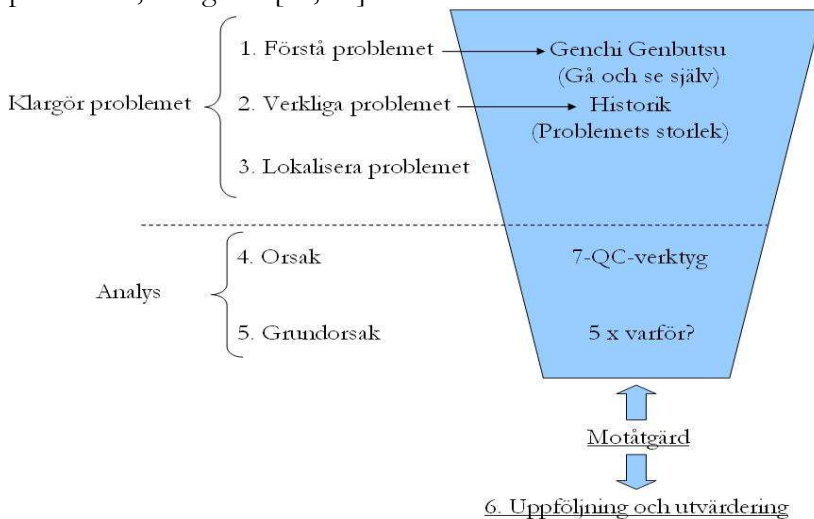 1. Förstå problemet
Genchi Genbutsu
(Gå och se själv)
Klargör problemet
2. Verkliga problemet
Historik
(Problemets storlek)
3. Lokalisera problemet
4. Orsak
7-QC-verktyg
Analys
5. Grundorsak
5 x varför?
Motåtgärd
6. Uppföljning och utvärdering